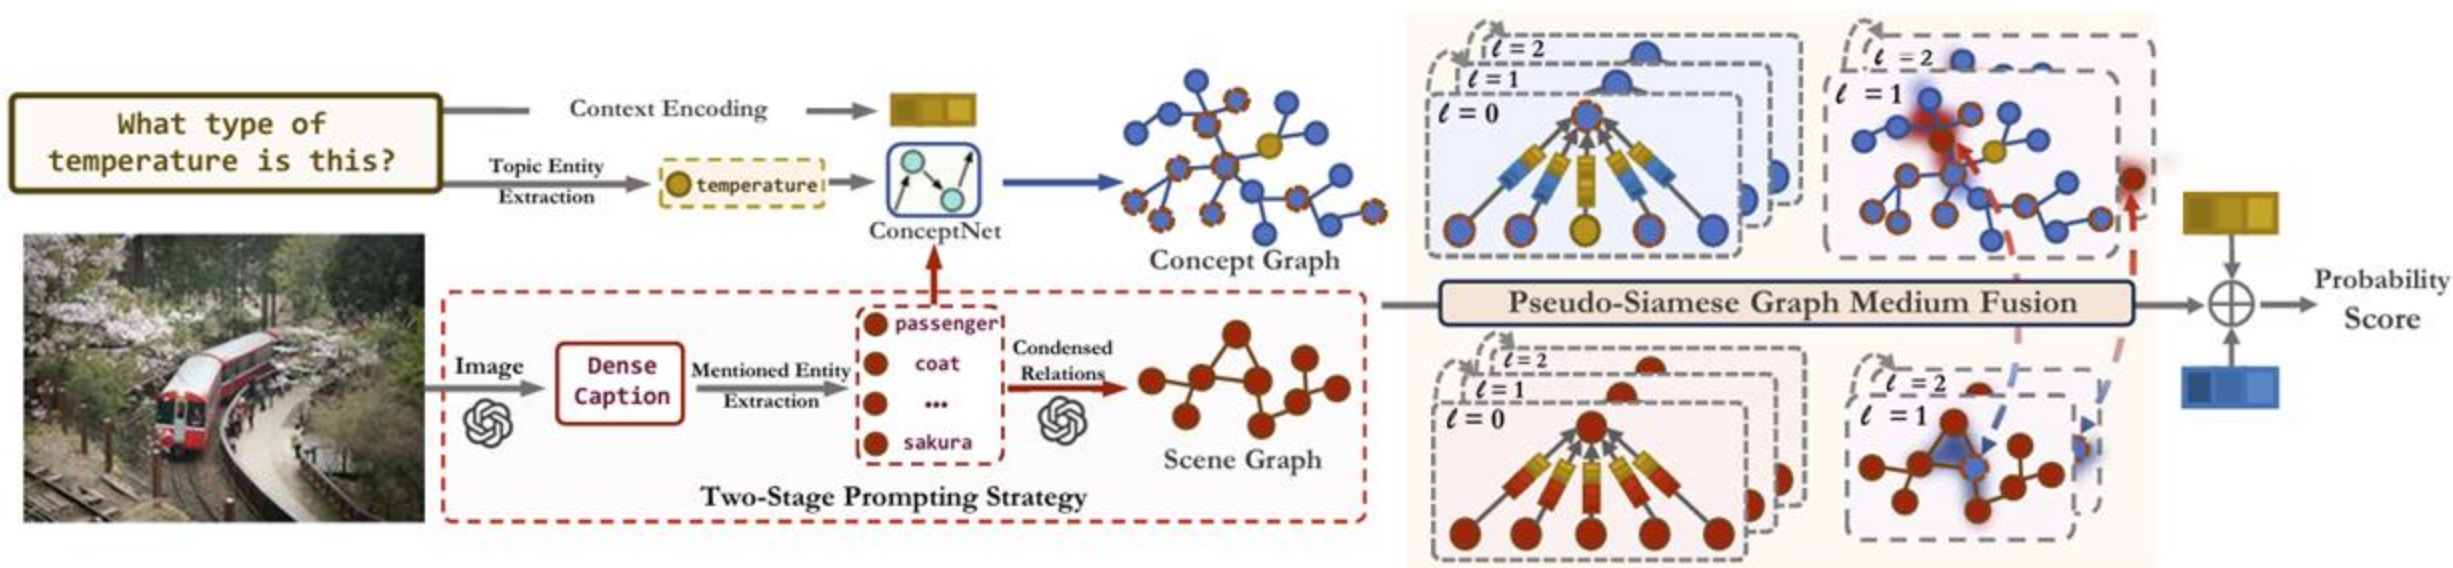 What type of
temperature is this?
Context Encoding
Topic Entity
Extraction
temperature
ConceptNet
Concept Graph
Image
Dense
Caption
Mentioned Entity
Extraction
passenger
coat
...
sakura
Condensed
Relations
Scene Graph
Two-Stage Prompting Strategy
ℓ = 2
ℓ = 1
ℓ = 0
ℓ = 2
ℓ = 1
Pseudo-Siamese Graph Medium Fusion
ℓ = 2
ℓ = 1
ℓ = 0
ℓ = 2
ℓ = 1
Probability
Score